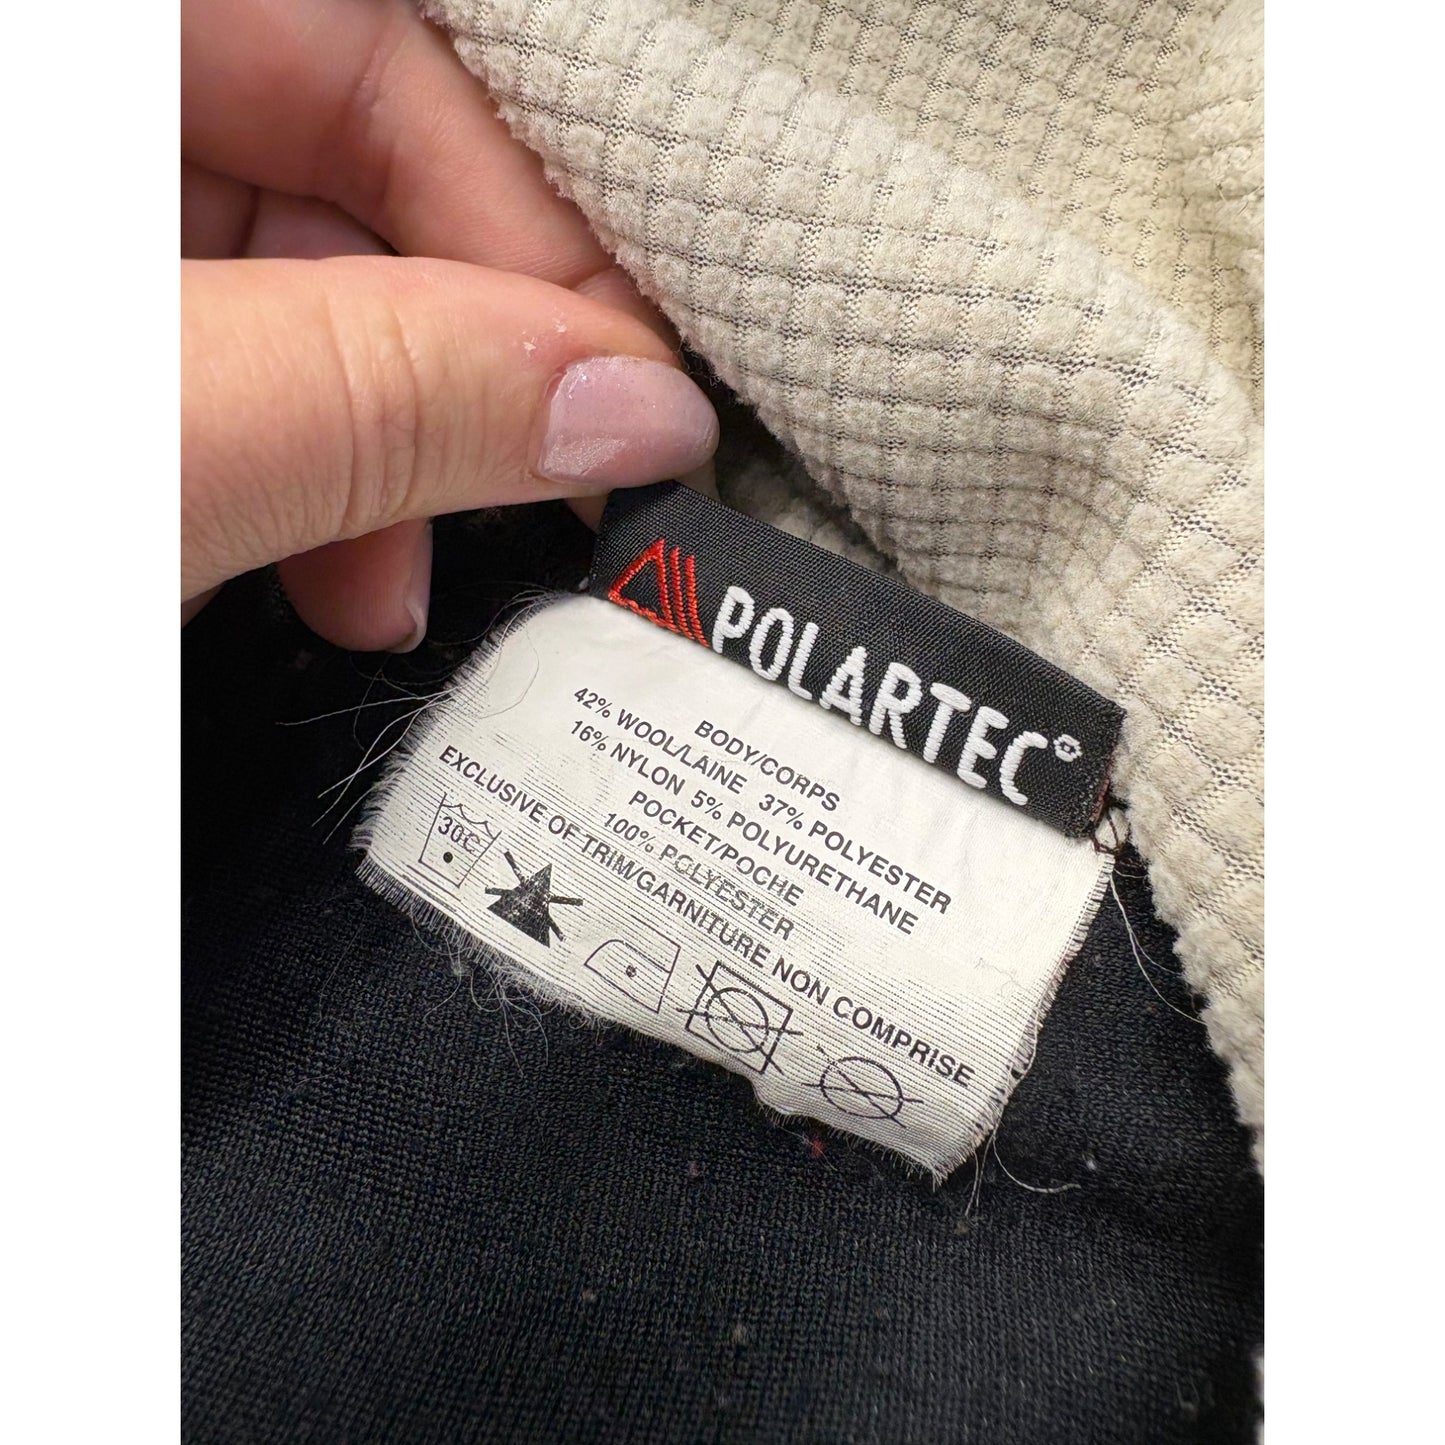 POLARTEC®
BODY/CORPS
42% WOOL/LAINE 37% POLYESTER
16% NYLON 5% POLYURETHANE
POCKET/POCHE
100% POLYESTER
EXCLUSIVE OF TRIM/GARNITURE NON COMPRISE
30C